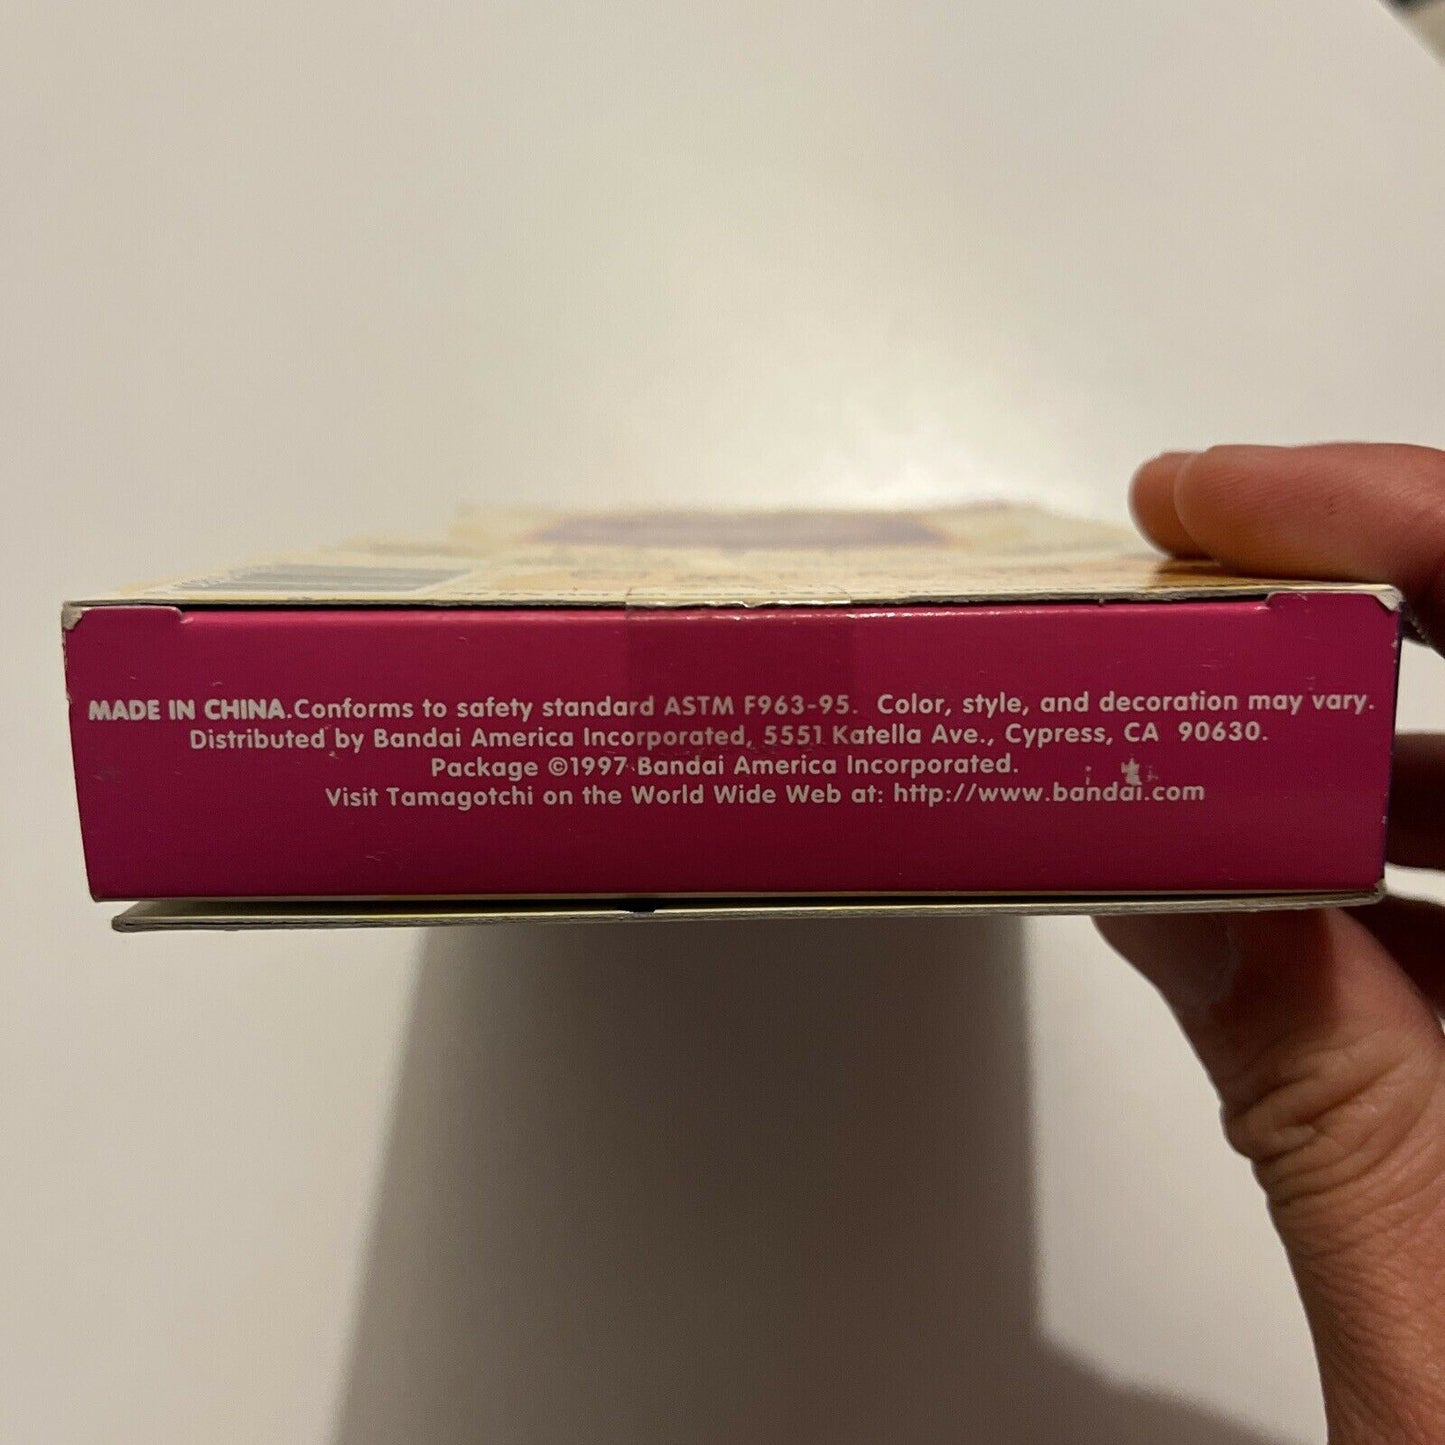 MADE IN CHINA.Conforms to safety standard ASTM F963-95. Color, style, and decoration may vary.
Distributed by Bandai America Incorporated, 5551 Katella Ave., Cypress, CA 90630.
Package ©1997 Bandai America Incorporated.
Visit Tamagotchi on the World Wide Web at: http://www.bandai.com